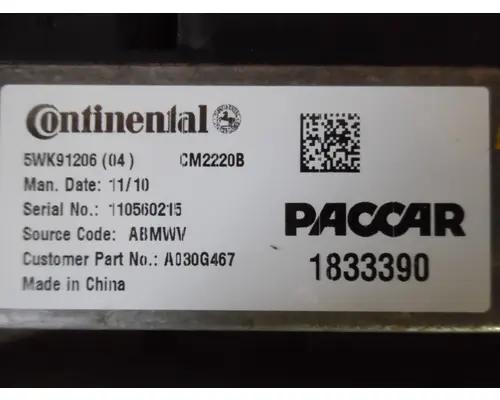 Continental
5WK91206 (04) CM2220B
Man. Date: 11/10
Serial No.: 110560215
Source Code: ABMWV
Customer Part No.: A030G467
Made in China
PACCAR
1833390